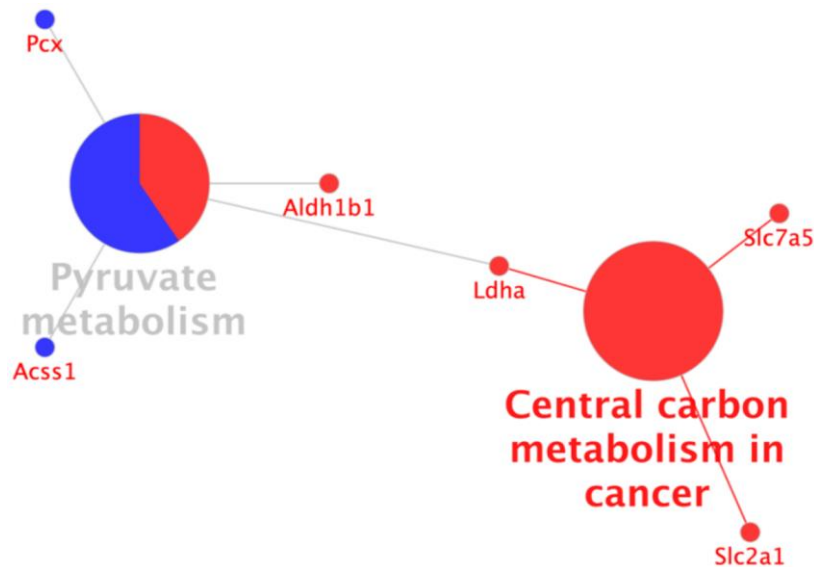 Pcx
Aldh1b1
Slc7a5
Pyruvate
metabolism
Ldha
Acss1
Central carbon
metabolism in
cancer
Slc2a1